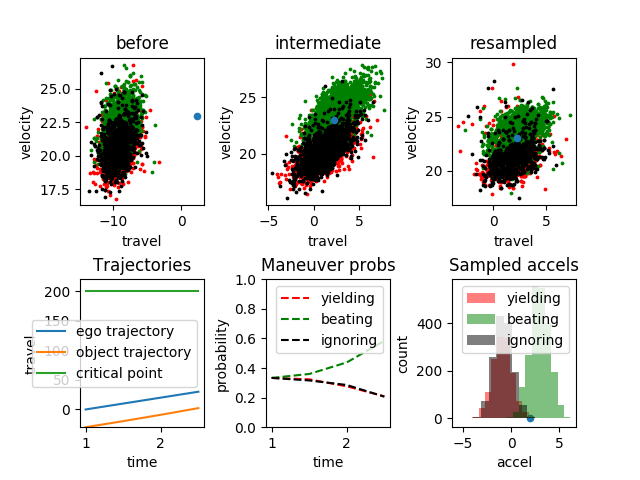 before
intermediate
resampled
velocity
25.0
22.5
20.0
17.5
−10
0
travel
velocity
25
20
−5
0
5
travel
velocity
30
25
20
0
5
travel
Trajectories
travel
200
150
100
50
0
1
2
time
ego trajectory
object trajectory
critical point
Maneuver probs
probability
1.0
0.8
0.6
0.4
0.2
0.0
1
2
time
yielding
beating
ignoring
Sampled accels
count
400
200
0
−5
0
5
accel
yielding
beating
ignoring